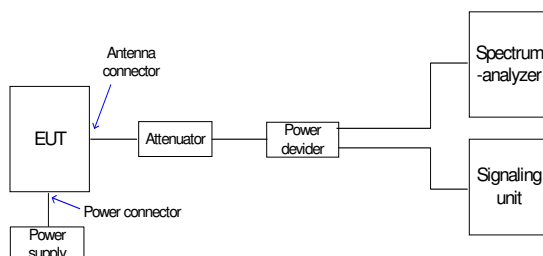 Antenna
connector
Spectrum
-analyzer
EUT
Attenuator
Power
devider
Signaling
unit
Power connector
Power
supply